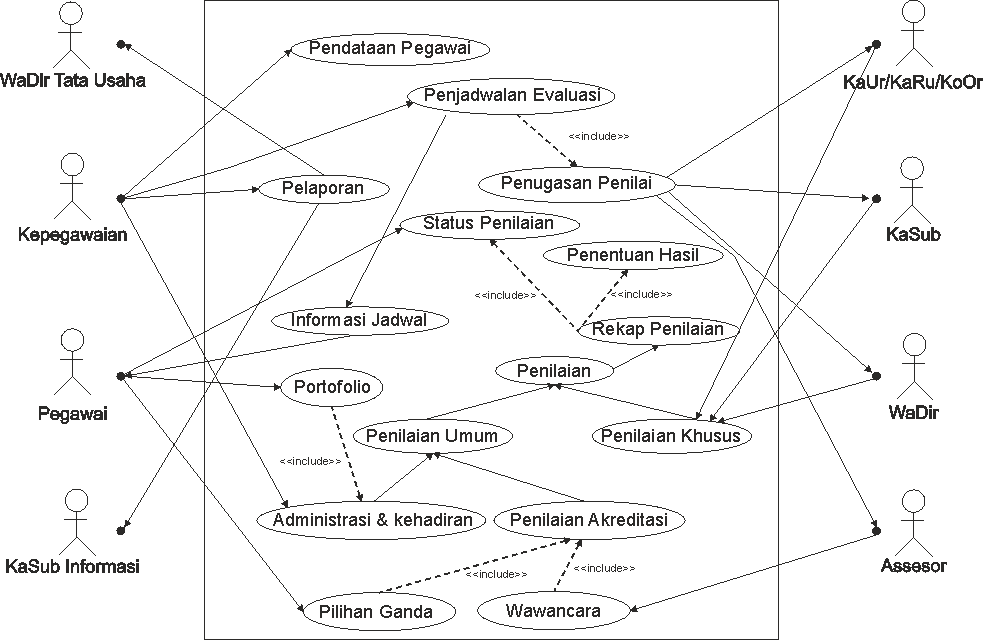 Pendataan Pegawai
WaDIr Tata Usaha
KaUr/KaRu/KoOr
Penjadwalan Evaluasi
<<include>>
Pelaporan
Penugasan Penilai
Kepegawaian
Status Penilaian
KaSub
Penentuan Hasil
<<include>>
<<include>>
Informasi Jadwal
Rekap Penilaian
Penilaian
Portofolio
Pegawai
WaDir
Penilaian Umum
Penilaian Khusus
<<include>>
Administrasi & kehadiran
Penilaian Akreditasi
KaSub Informasi
Assesor
<<include>>
<<include>>
Pilihan Ganda
Wawancara